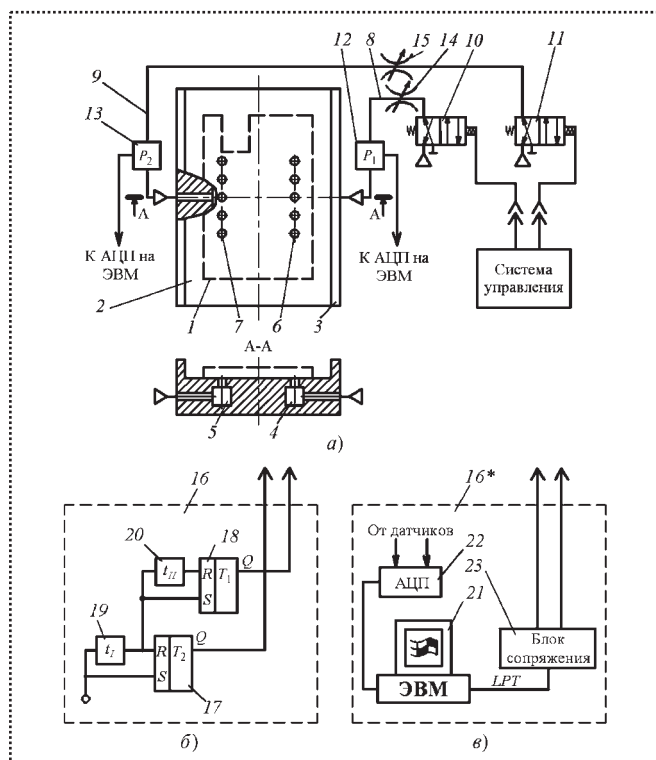 12
8
15
14
10
11
9
13
P₂
P₁
А
А
К АЦП на
ЭВМ
К АЦП на
ЭВМ
Система
управления
2
1
7
6
3
А-А
5
4
а)
16
20
18
t_II
R
T₁
Q
S
19
t_I
R
T₂
Q
S
17
б)
16*
От датчиков
22
АЦП
23
21
Блок
сопряжения
ЭВМ
LPT
в)